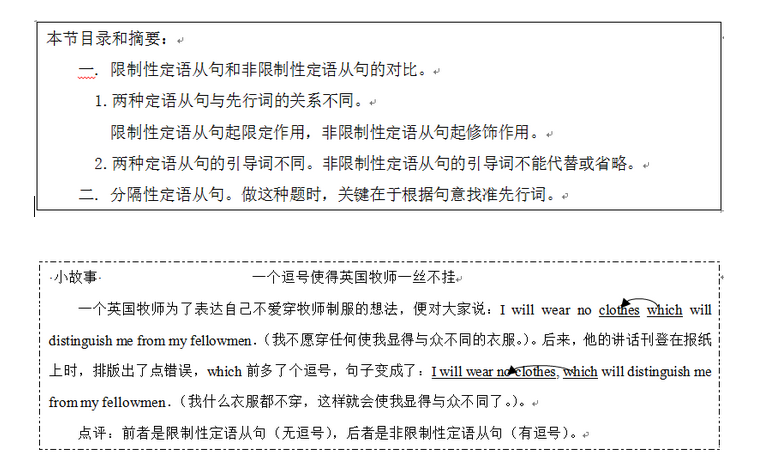 本节目录和摘要：
一．限制性定语从句和非限制性定语从句的对比。
1. 两种定语从句与先行词的关系不同。
限制性定语从句起限定作用，非限制性定语从句起修饰作用。
2. 两种定语从句的引导词不同。非限制性定语从句的引导词不能代替或省略。
二．分隔性定语从句。做这种题时，关键在于根据句意找准先行词。
·小故事· 一个逗号使得英国牧师一丝不挂
一个英国牧师为了表达自己不爱穿牧师制服的想法，便对大家说：I will wear no clothes which will
distinguish me from my fellowmen.（我不愿穿任何使我显得与众不同的衣服。）。后来，他的讲话刊登在报纸
上时，排版出了点错误，which 前多了个逗号，句子变成了：I will wear no clothes, which will distinguish me
from my fellowmen.（我什么衣服都不穿，这样就会使我显得与众不同了。）。
点评：前者是限制性定语从句（无逗号），后者是非限制性定语从句（有逗号）。